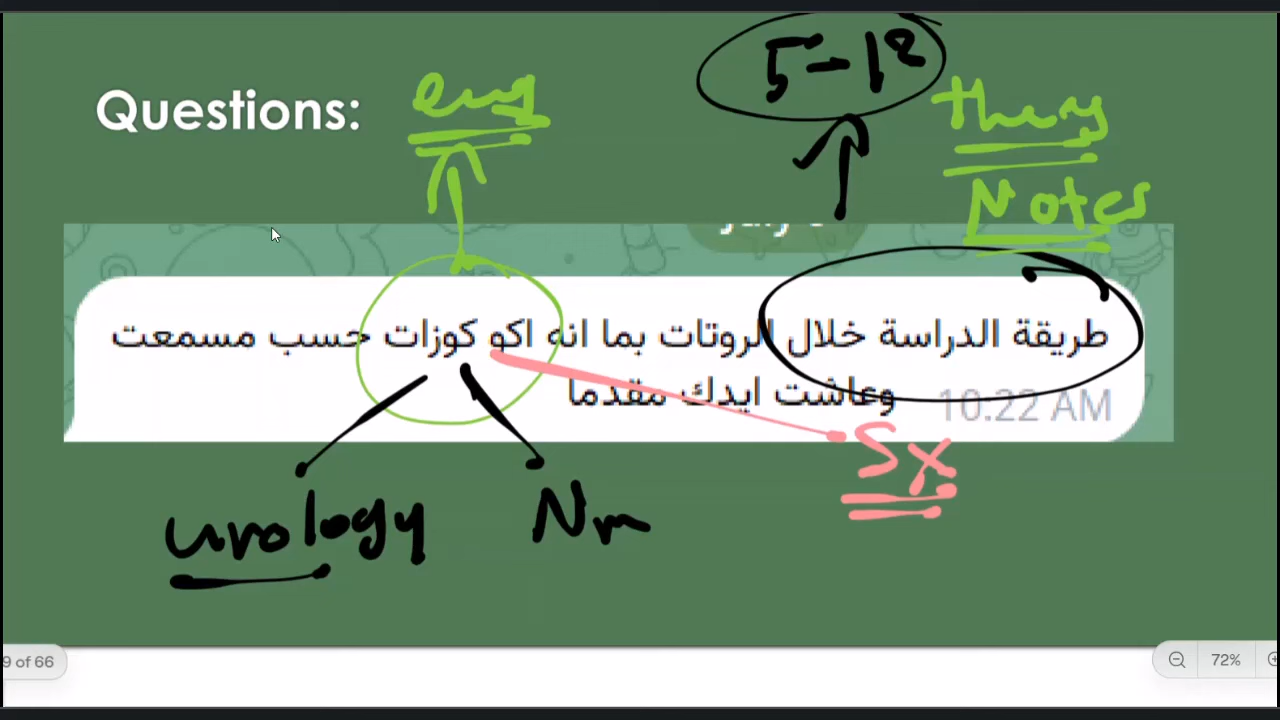 5-12
Questions:
eng
Notes
طريقة الدراسة خلال الروتات بما انه اكو كوزات حسب مسمعت
وعاشت ايدك مقدما
10:22 AM
Sx
urology
Nm
9 of 66
72%